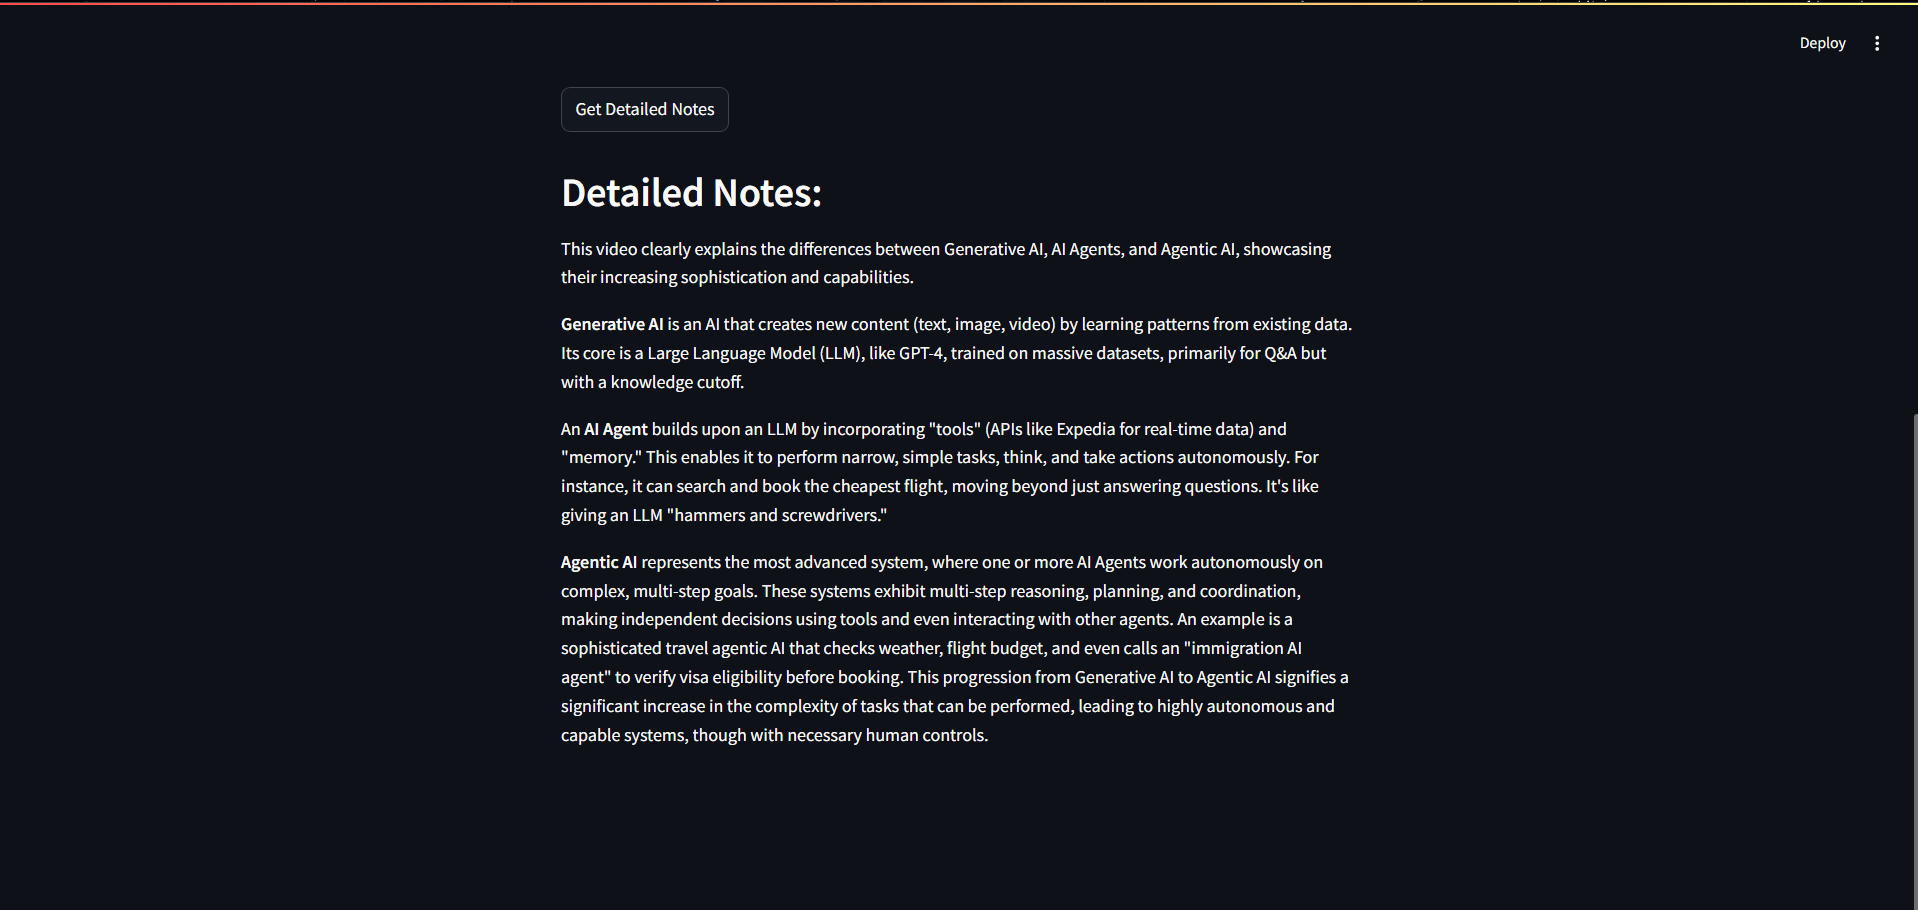 Deploy
Get Detailed Notes
Detailed Notes:
This video clearly explains the differences between Generative AI, AI Agents, and Agentic AI, showcasing
their increasing sophistication and capabilities.
Generative AI is an AI that creates new content (text, image, video) by learning patterns from existing data.
Its core is a Large Language Model (LLM), like GPT-4, trained on massive datasets, primarily for Q&A but
with a knowledge cutoff.
An AI Agent builds upon an LLM by incorporating "tools" (APIs like Expedia for real-time data) and
"memory." This enables it to perform narrow, simple tasks, think, and take actions autonomously. For
instance, it can search and book the cheapest flight, moving beyond just answering questions. It's like
giving an LLM "hammers and screwdrivers."
Agentic AI represents the most advanced system, where one or more AI Agents work autonomously on
complex, multi-step goals. These systems exhibit multi-step reasoning, planning, and coordination,
making independent decisions using tools and even interacting with other agents. An example is a
sophisticated travel agentic AI that checks weather, flight budget, and even calls an "immigration AI
agent" to verify visa eligibility before booking. This progression from Generative AI to Agentic AI signifies a
significant increase in the complexity of tasks that can be performed, leading to highly autonomous and
capable systems, though with necessary human controls.